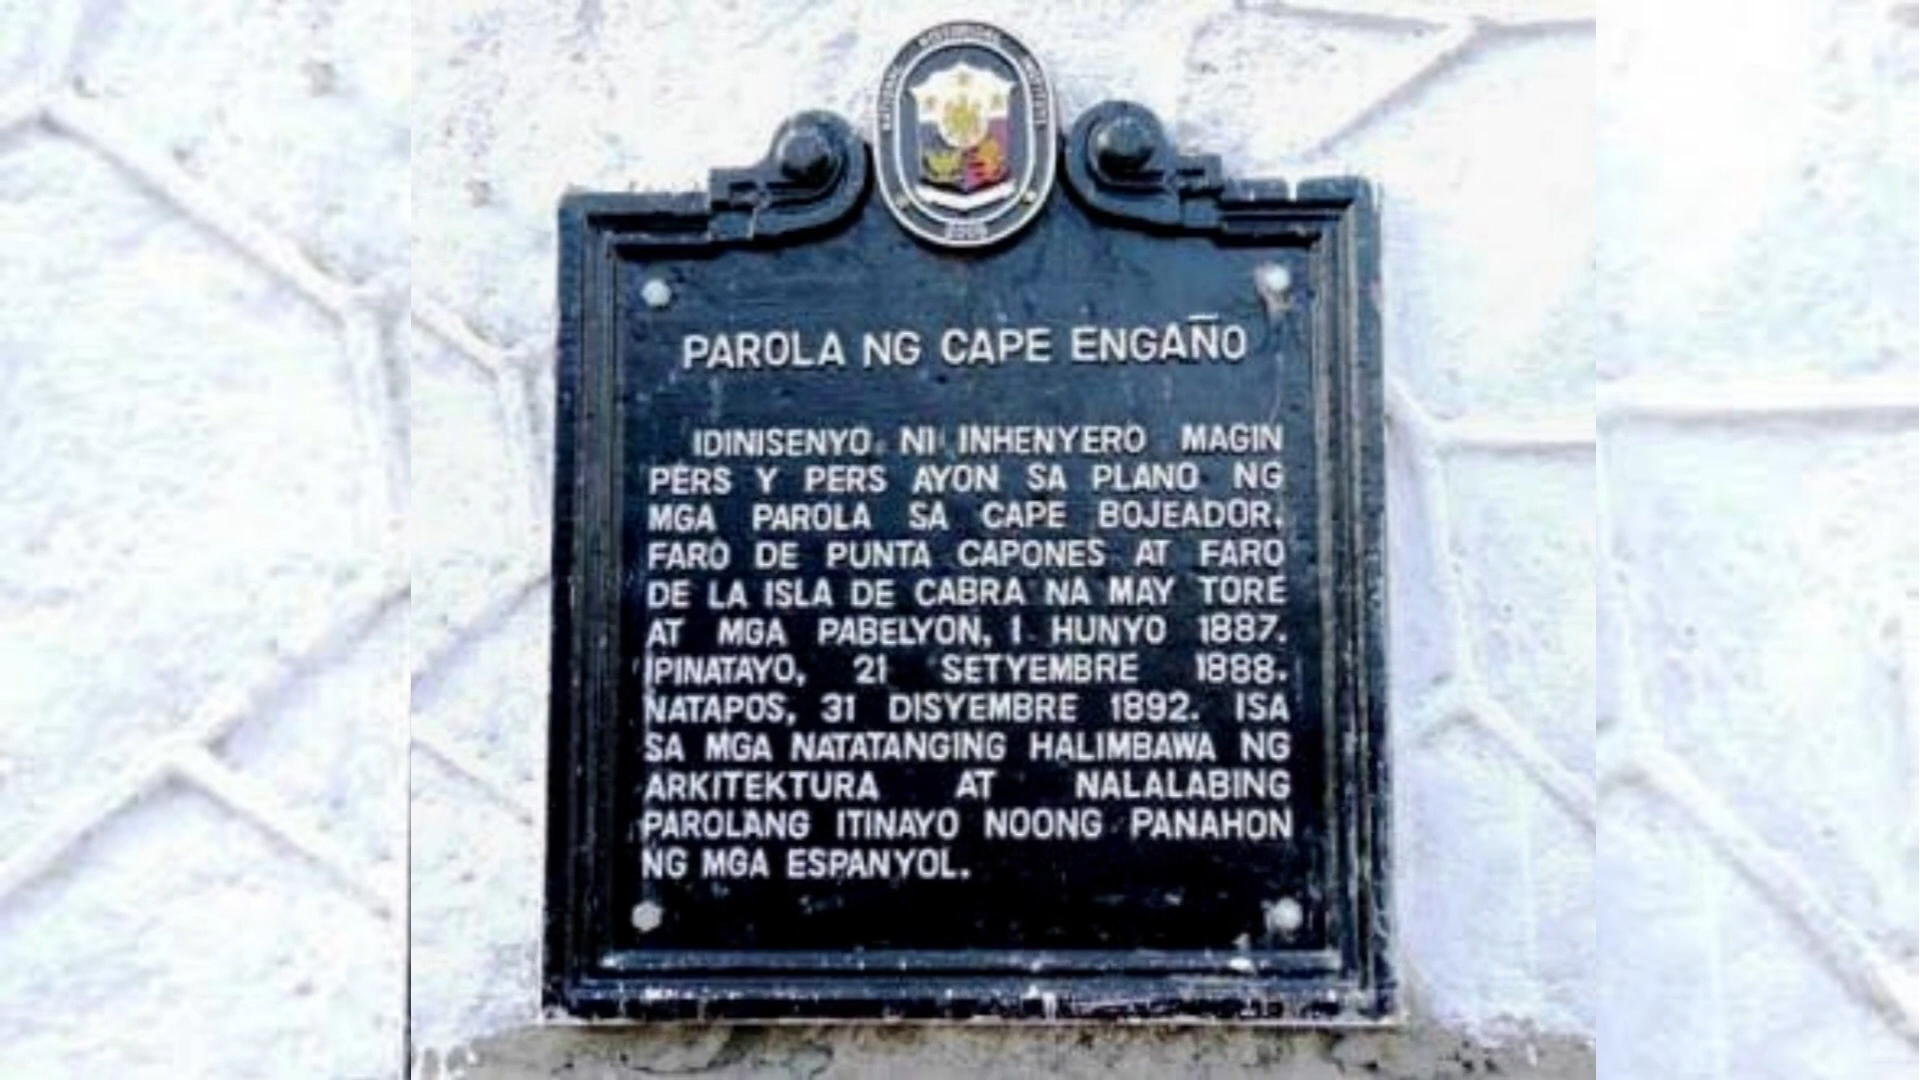 NATIONAL HISTORICAL INSTITUTE
PAROLA NG CAPE ENGAÑO
IDINISENYO NI INHENYERO MAGIN
PERS Y PERS AYON SA PLANO NG
MGA PAROLA SA CAPE BOJEADOR.
FARO DE PUNTA CAPONES AT FARO
DE LA ISLA DE CABRA NA MAY TORE
AT MGA PABELYON, 1 HUNYO 1887.
IPINATAYO, 21 SETYEMBRE 1888.
NATAPOS, 31 DISYEMBRE 1892. ISA
SA MGA NATATANGING HALIMBAWA NG
ARKITEKTURA AT NALALABING
PAROLANG ITINAYO NOONG PANAHON
NG MGA ESPANYOL.